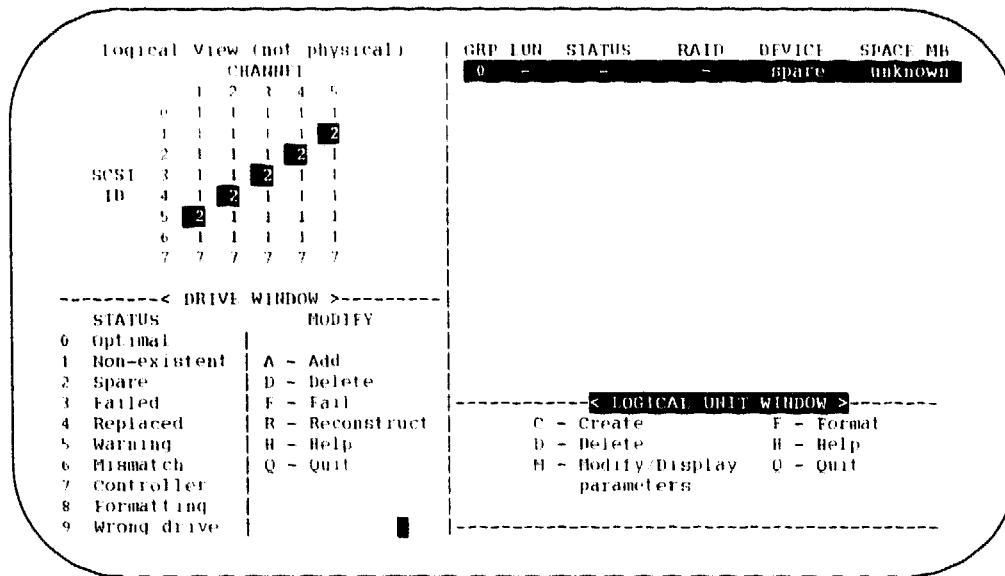 Logical View (not physical)
CHANNEL
1 2 3 4 5
0 1 1 1 1 1
1 1 1 1 1 2
2 1 1 1 2 1
SCSI 3 1 1 2 1 1
ID 4 1 2 1 1 1
5 2 1 1 1 1
6 1 1 1 1 1
7 7 7 7 7 7
---------< DRIVE WINDOW >---------
STATUS
0 Optimal
1 Non-existent
2 Spare
3 Failed
4 Replaced
5 Warning
6 Mismatch
7 Controller
8 Formatting
9 Wrong drive
MODIFY
A - Add
D - Delete
F - Fail
R - Reconstruct
H - Help
Q - Quit
GRP LUN STATUS RAID DEVICE SPACE MB
0 - - - spare unknown
< LOGICAL UNIT WINDOW >
C - Create F - Format
D - Delete H - Help
M - Modify/Display Q - Quit
parameters